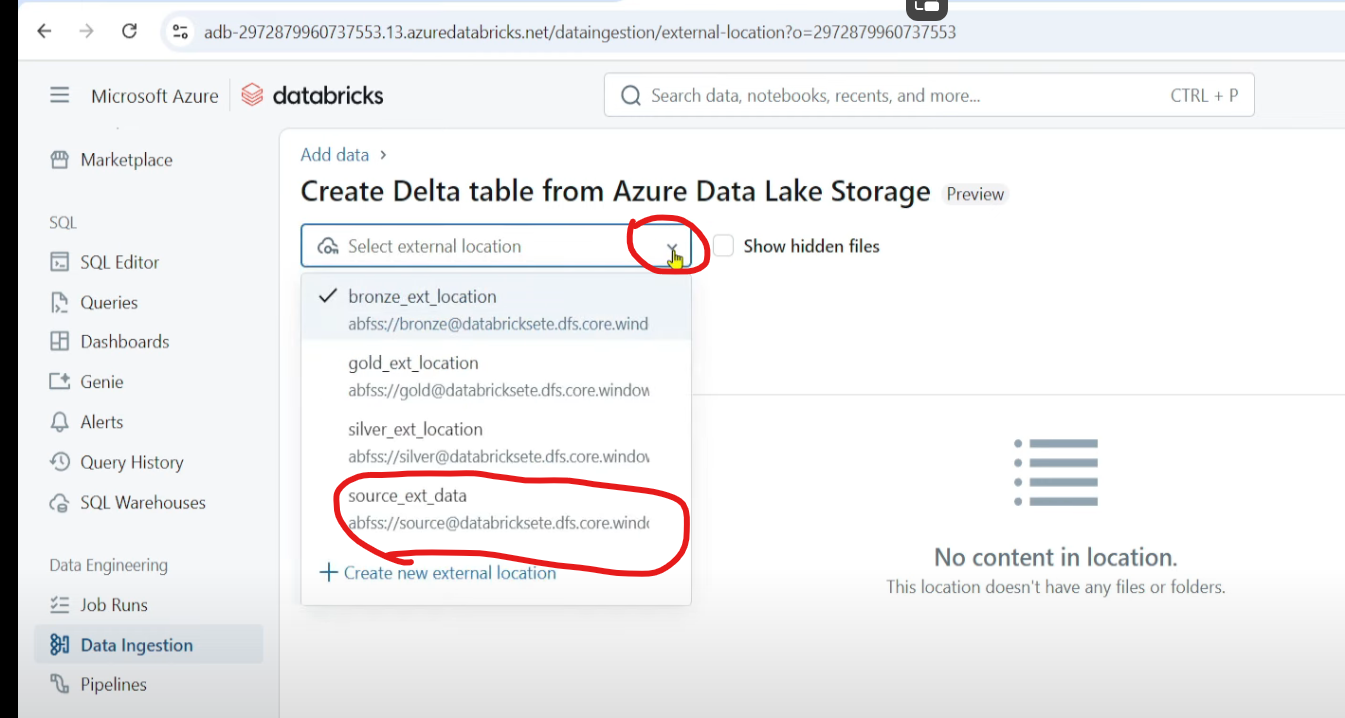 adb-2972879960737553.13.azuredatabricks.net/dataingestion/external-location?o=2972879960737553
Microsoft Azure databricks
Search data, notebooks, recents, and more... CTRL + P
Marketplace
SQL
SQL Editor
Queries
Dashboards
Genie
Alerts
Query History
SQL Warehouses
Data Engineering
Job Runs
Data Ingestion
Pipelines
Add data ›
Create Delta table from Azure Data Lake Storage Preview
Select external location
Show hidden files
bronze_ext_location
abfss://bronze@databricksete.dfs.core.wind
gold_ext_location
abfss://gold@databricksete.dfs.core.window
silver_ext_location
abfss://silver@databricksete.dfs.core.window
source_ext_data
abfss://source@databricksete.dfs.core.wind
+ Create new external location
No content in location.
This location doesn't have any files or folders.